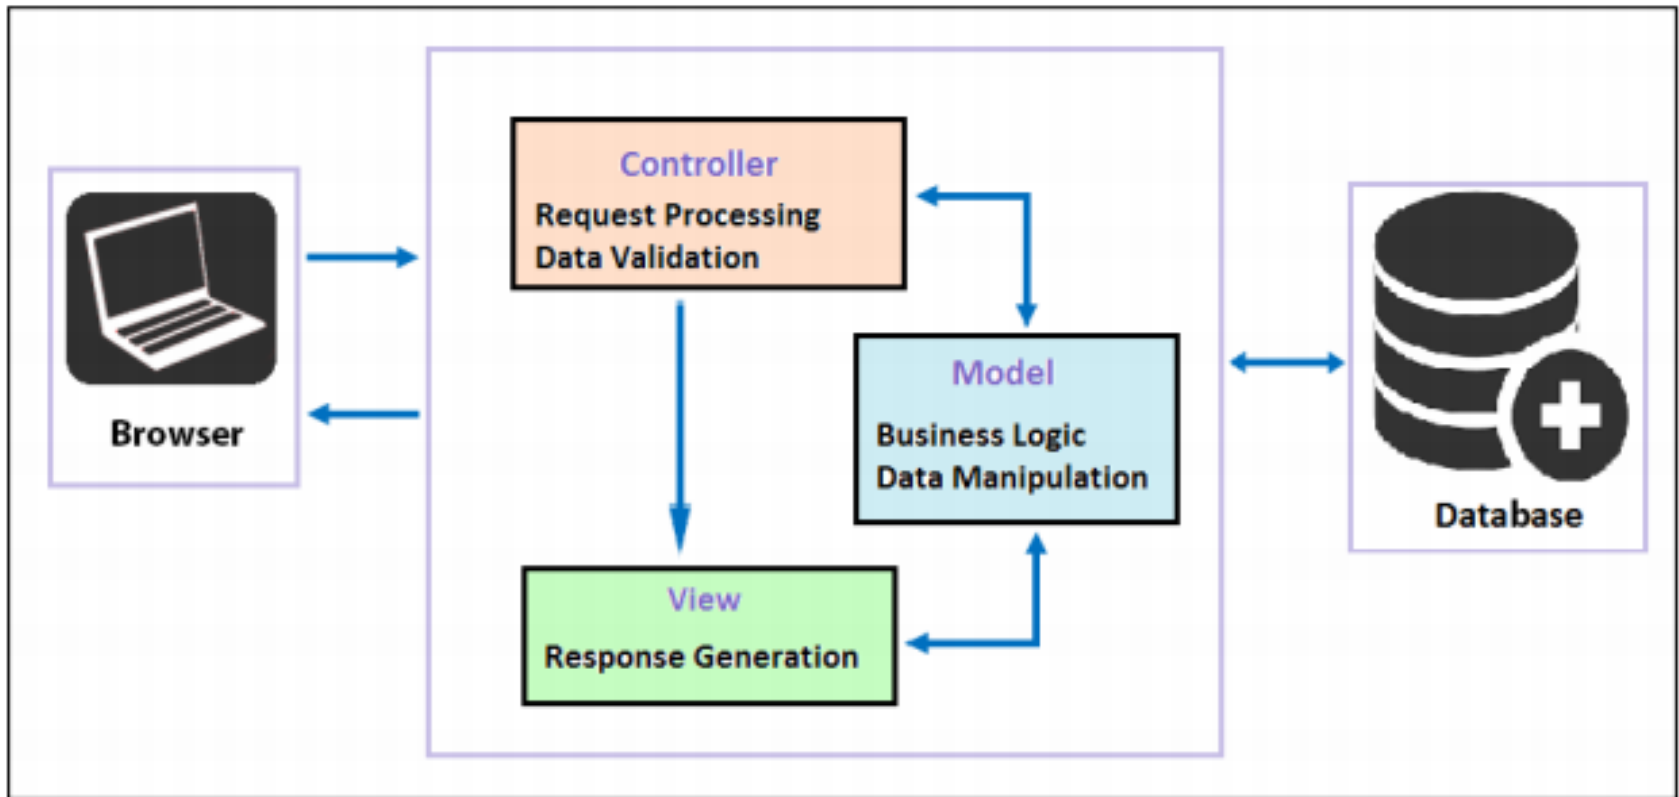 Controller
Request Processing
Data Validation
Browser
Model
Business Logic
Data Manipulation
Database
View
Response Generation